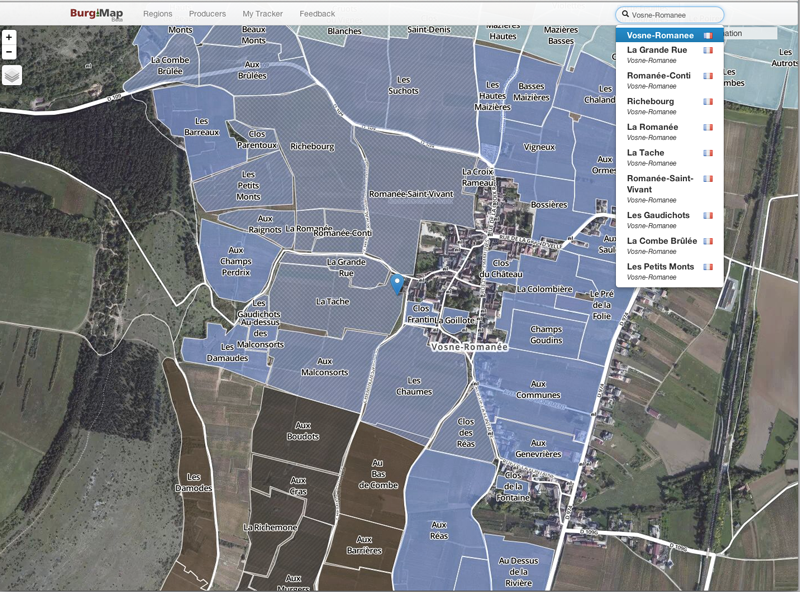 BurgMap
Beta
Regions
Producers
My Tracker
Feedback
Vosne-Romanee
Vosne-Romanee
La Grande Rue
Vosne-Romanee
Romanée-Conti
Vosne-Romanee
Richebourg
Vosne-Romanee
La Romanée
Vosne-Romanee
La Tache
Vosne-Romanee
Romanée-Saint-
Vivant
Vosne-Romanee
Les Gaudichots
Vosne-Romanee
La Combe Brûlée
Vosne-Romanee
Les Petits Monts
Vosne-Romanee
+
−
Monts
Beaux
Monts
Blanches
Saint-Denis
Mazières
Hautes
Mazières
Basses
Les
Autrots
La Combe
Brûlée
Aux
Brûlées
Les
Suchots
Les
Hautes
Maizières
Basses
Maizières
Les
Chaland
Les
Barreaux
Clos
Parentoux
Richebourg
Vigneux
Aux
Ormes
Les
Petits
Monts
La Croix
Rameau
Romanée-Saint-Vivant
Bossières
Aux
Raignots
La Romanée
Romanée-Conti
Aux
Champs
Perdrix
La Grande
Rue
Clos
du Château
Les
Gaudichots
La Tache
La Colombière
Le Pré
de la
Folie
Clos
Frantin
La Goillote
Au-dessus
des
Malconsorts
Champs
Goudins
Les
Damaudes
Vosne-Romanée
Aux
Malconsorts
Les
Chaumes
Aux
Communes
Aux
Boudots
Clos
des
Réas
Aux
Genevrières
Les
Damodes
Aux
Cras
Au
Bas
de Combe
Clos
de la
Fontaine
La Richemone
Aux
Réas
Aux
Barrières
Au Dessus
de la
Rivière
Aux
Murgers
D 974
D 109C
D 109C